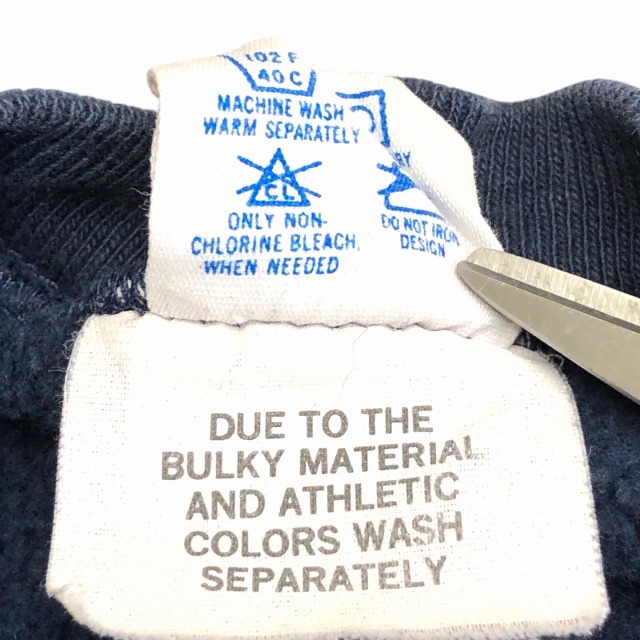 102 F
40 C
MACHINE WASH
WARM SEPARATELY
CL
ONLY NON-
CHLORINE BLEACH,
WHEN NEEDED
DO NOT IRON
DESIGN
DUE TO THE
BULKY MATERIAL
AND ATHLETIC
COLORS WASH
SEPARATELY